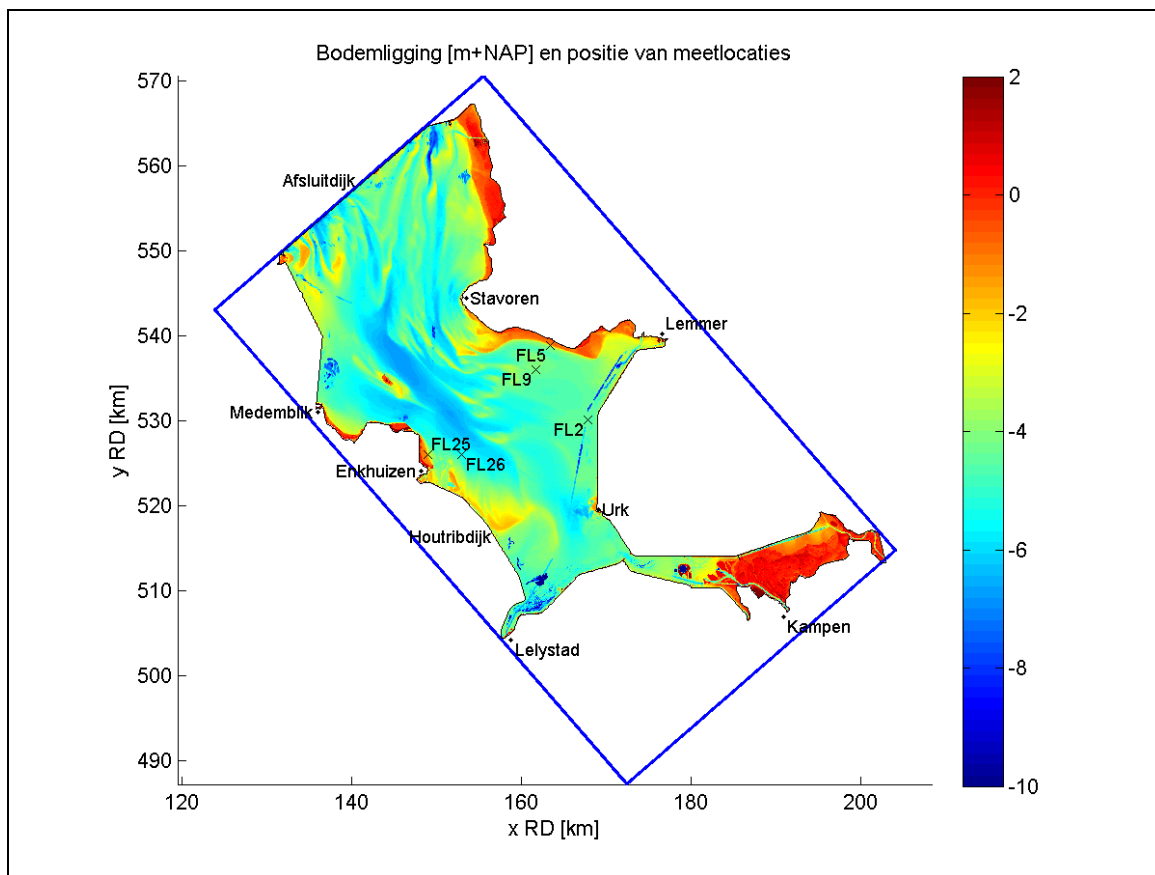 Bodemligging [m+NAP] en positie van meetlocaties
570
560
550
540
530
520
510
500
490
y RD [km]
120
140
160
180
200
x RD [km]
2
0
-2
-4
-6
-8
-10
Afsluitdijk
Stavoren
Lemmer
FL5
FL9
Medemblik
FL2
FL25
FL26
Enkhuizen
Urk
Houtribdijk
Kampen
Lelystad